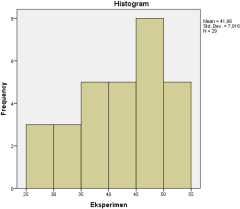 Histogram
Mean = 41,66
Std. Dev. = 7,916
N = 29
Frequency
8
6
4
2
0
25 30 35 40 45 50 55
Eksperimen